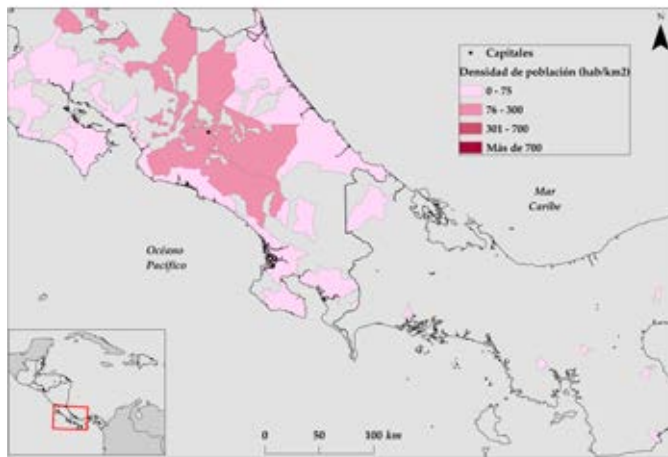 N
Capitales
Densidad de población (hab/km2)
0 - 75
76 - 300
301 - 700
Más de 700
Mar
Caribe
Océano
Pacífico
0 50 100 km